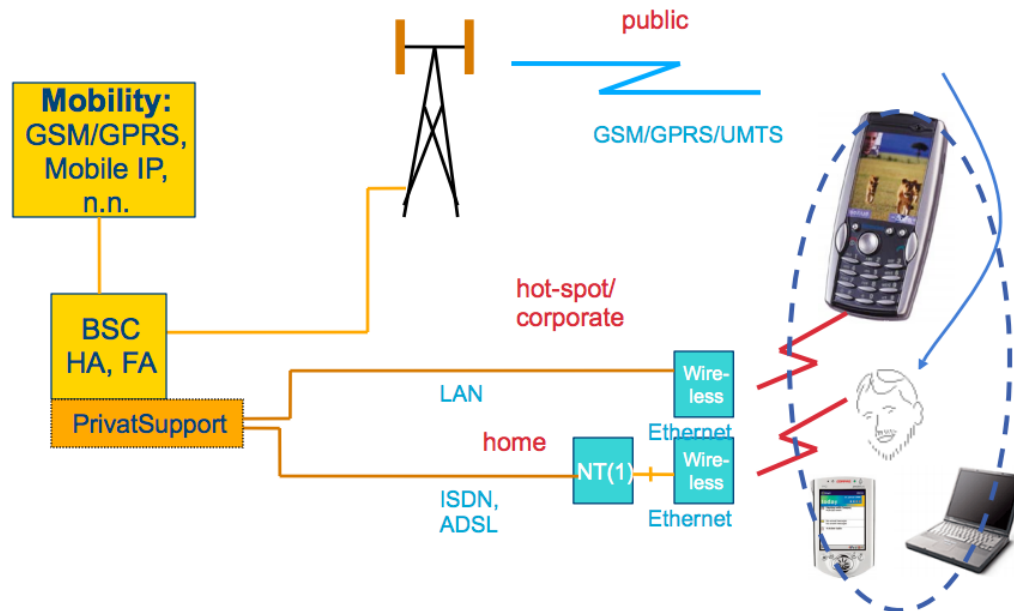 public
Mobility:
GSM/GPRS,
Mobile IP,
n.n.
GSM/GPRS/UMTS
hot-spot/
corporate
BSC
HA, FA
PrivatSupport
LAN
Wire-
less
Ethernet
home
NT(1)
Wire-
less
ISDN,
ADSL
Ethernet